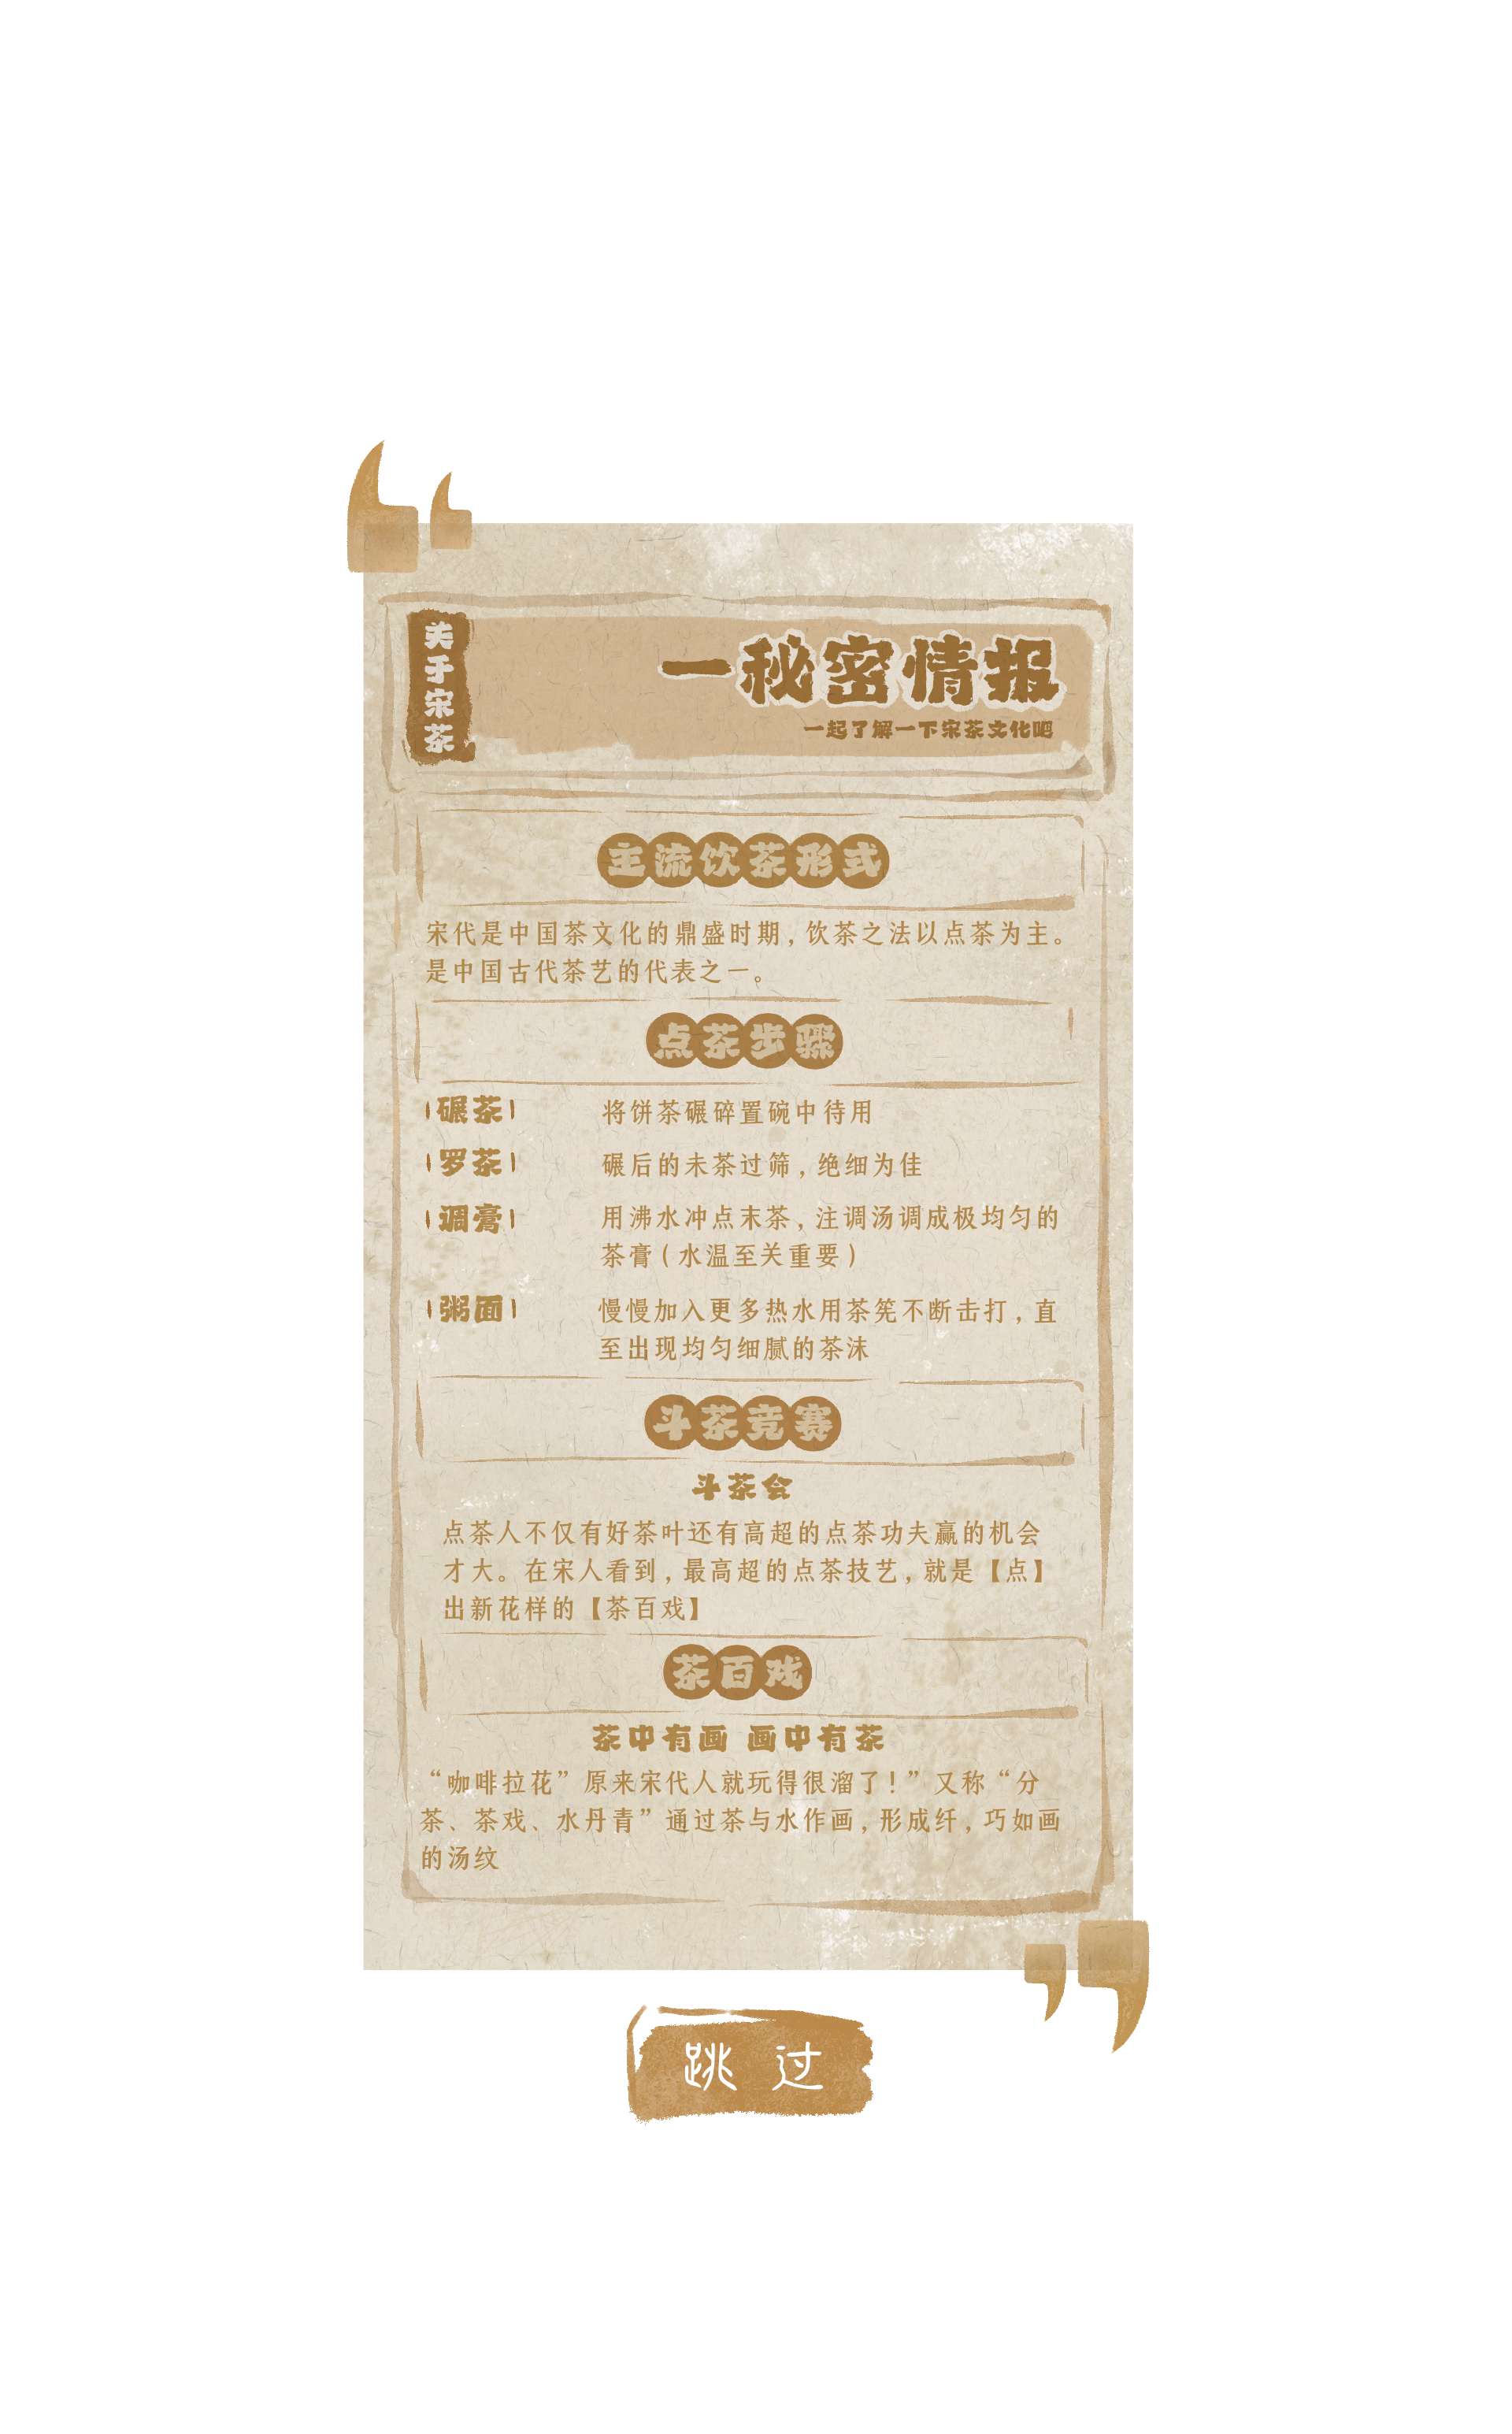 关于宋茶
一秘密情报
一起了解一下宋茶文化吧
主流饮茶形式
宋代是中国茶文化的鼎盛时期，饮茶之法以点茶为主。
是中国古代茶艺的代表之一。
点茶步骤
碾茶
将饼茶碾碎置碗中待用
罗茶
碾后的未茶过筛，绝细为佳
调膏
用沸水冲点末茶，注调汤调成极均匀的
茶膏（水温至关重要）
粥面
慢慢加入更多热水用茶筅不断击打，直
至出现均匀细腻的茶沫
斗茶竞赛
斗茶会
点茶人不仅有好茶叶还有高超的点茶功夫赢的机会
才大。在宋人看到，最高超的点茶技艺，就是【点】
出新花样的【茶百戏】
茶百戏
茶中有画 画中有茶
“咖啡拉花”原来宋代人就玩得很溜了！”又称“分
茶、茶戏、水丹青”通过茶与水作画，形成纤，巧如画
的汤纹
跳过